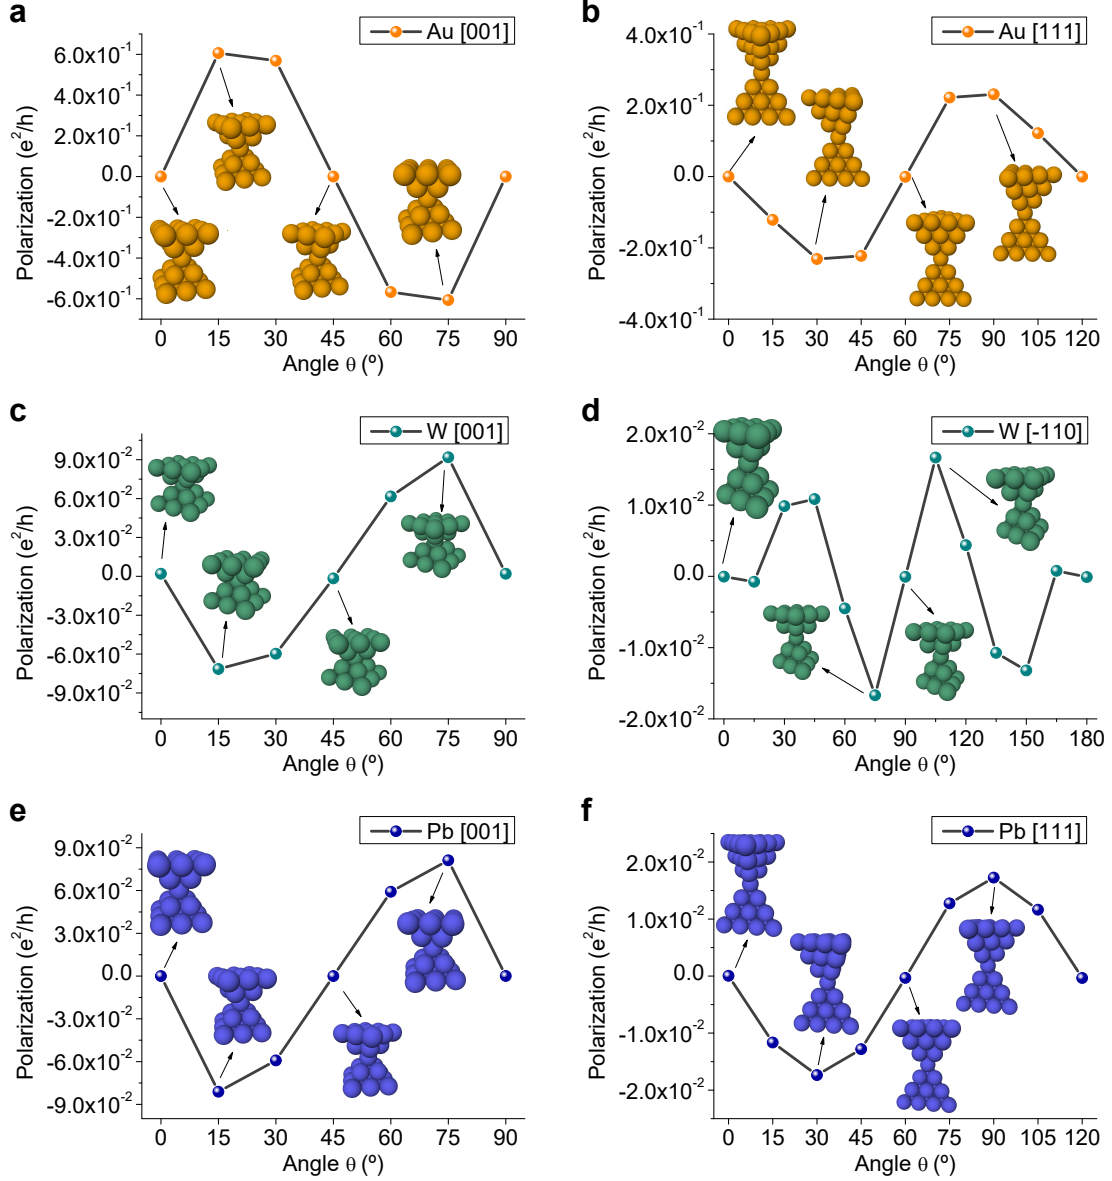 a
Au [001]
Polarization (e²/h)
6.0x10⁻¹
4.0x10⁻¹
2.0x10⁻¹
0.0
-2.0x10⁻¹
-4.0x10⁻¹
-6.0x10⁻¹
0 15 30 45 60 75 90
Angle θ (º)
b
Au [111]
Polarization (e²/h)
4.0x10⁻¹
2.0x10⁻¹
0.0
-2.0x10⁻¹
-4.0x10⁻¹
0 15 30 45 60 75 90 105 120
Angle θ (º)
c
W [001]
Polarization (e²/h)
9.0x10⁻²
6.0x10⁻²
3.0x10⁻²
0.0
-3.0x10⁻²
-6.0x10⁻²
-9.0x10⁻²
0 15 30 45 60 75 90
Angle θ (º)
d
W [-110]
Polarization (e²/h)
2.0x10⁻²
1.0x10⁻²
0.0
-1.0x10⁻²
-2.0x10⁻²
0 30 60 90 120 150 180
Angle θ (º)
e
Pb [001]
Polarization (e²/h)
9.0x10⁻²
6.0x10⁻²
3.0x10⁻²
0.0
-3.0x10⁻²
-6.0x10⁻²
-9.0x10⁻²
0 15 30 45 60 75 90
Angle θ (º)
f
Pb [111]
Polarization (e²/h)
2.0x10⁻²
1.0x10⁻²
0.0
-1.0x10⁻²
-2.0x10⁻²
0 15 30 45 60 75 90 105 120
Angle θ (º)